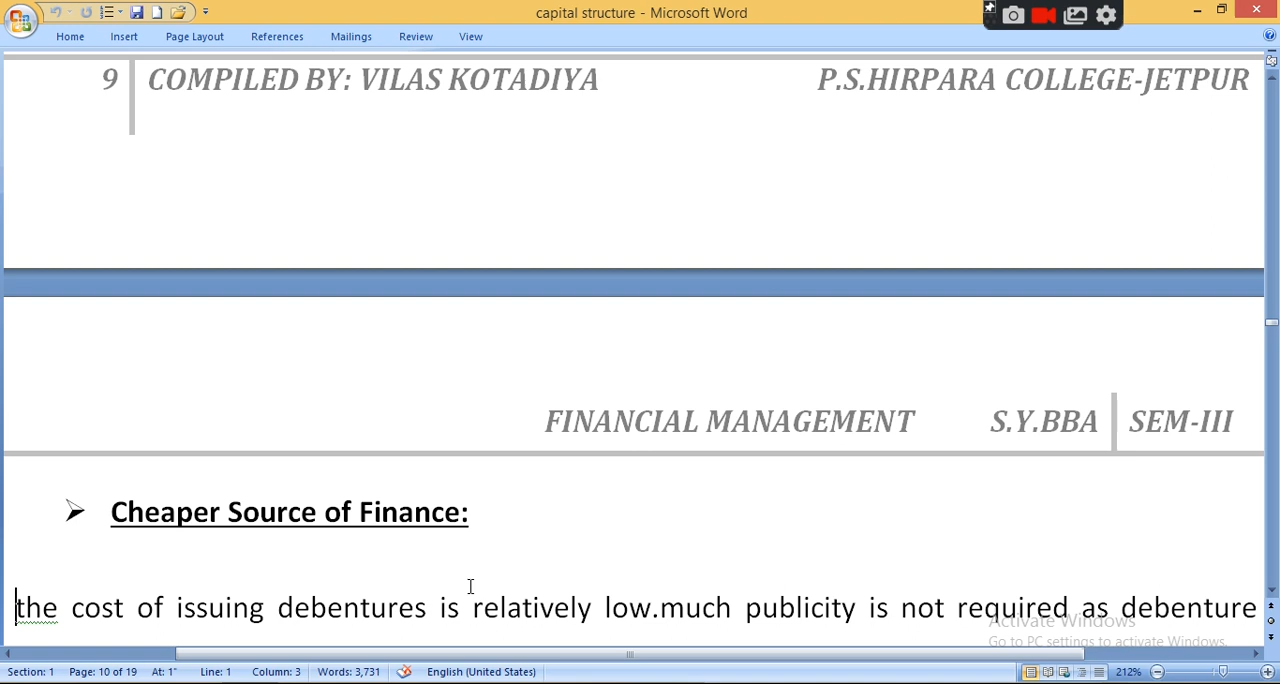 capital structure - Microsoft Word
Home Insert Page Layout References Mailings Review View
9 COMPILED BY: VILAS KOTADIYA P.S.HIRPARA COLLEGE-JETPUR
FINANCIAL MANAGEMENT S.Y.BBA SEM-III
Cheaper Source of Finance:
the cost of issuing debentures is relatively low.much publicity is not required as debenture
Activate Windows
Go to PC settings to activate Windows.
Section: 1 Page: 10 of 19 At: 1" Line: 1 Column: 3 Words: 3,731 English (United States) 212%